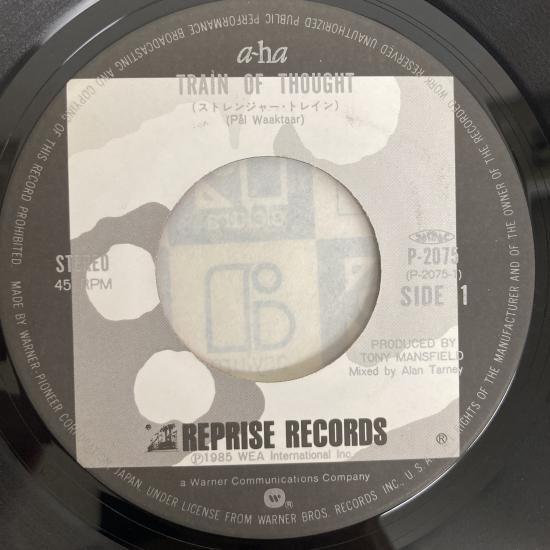 a-ha
TRAIN OF THOUGHT
(ストレンジャー・トレイン)
(Pål Waaktaar)
STEREO
45 RPM
P-2075
(P-2075-1)
SIDE 1
PRODUCED BY
TONY MANSFIELD
Mixed by Alan Tarney
REPRISE RECORDS
Ⓟ1985 WEA International Inc.
®
a Warner Communications Company
MADE BY WARNER-PIONEER COR
JAPAN. UNDER LICENSE FROM WARNER BROS. RECORDS INC., U.S.A.
RIGHTS OF THE MANUFACTURER AND OF THE OWNER OF THE RECORDED WORK RESERVED UNAUTHORIZED PUBLIC PERFORMANCE BROADCASTING AND COPYING OF THIS RECORD PROHIBITED.
elektra